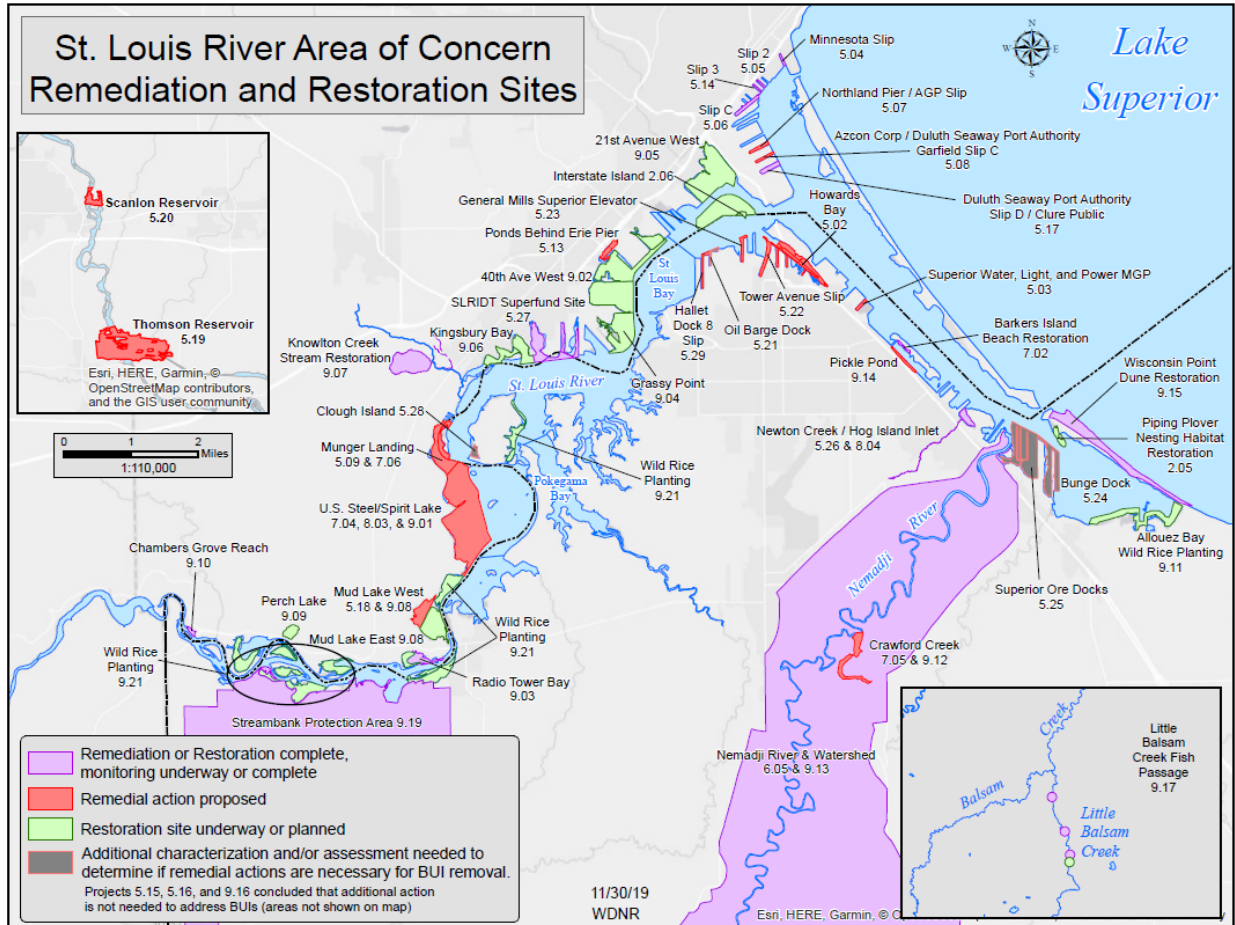 St. Louis River Area of Concern
Remediation and Restoration Sites
N
W
E
S
Lake
Superior
Minnesota Slip
5.04
Slip 2
5.05
Slip 3
5.14
Slip C
5.06
Northland Pier / AGP Slip
5.07
Azcon Corp / Duluth Seaway Port Authority
Garfield Slip C
5.08
21st Avenue West
9.05
Interstate Island 2.06
General Mills Superior Elevator
5.23
Howards
Bay
5.02
Duluth Seaway Port Authority
Slip D / Clure Public
5.17
Ponds Behind Erie Pier
5.13
40th Ave West 9.02
St
Louis
Bay
SLRIDT Superfund Site
5.27
Superior Water, Light, and Power MGP
5.03
Tower Avenue Slip
5.22
Hallet
Dock 8
Slip
5.29
Oil Barge Dock
5.21
Barkers Island
Beach Restoration
7.02
Kingsbury Bay
9.06
Knowlton Creek
Stream Restoration
9.07
Pickle Pond
9.14
Wisconsin Point
Dune Restoration
9.15
St. Louis River
Grassy Point
9.04
Clough Island 5.28
Munger Landing
5.09 & 7.06
Newton Creek / Hog Island Inlet
5.26 & 8.04
Piping Plover
Nesting Habitat
Restoration
2.05
Wild Rice
Planting
9.21
Pokegama
Bay
Bunge Dock
5.24
U.S. Steel/Spirit Lake
7.04, 8.03, & 9.01
Nemadji
River
Allouez Bay
Wild Rice Planting
9.11
Chambers Grove Reach
9.10
Superior Ore Docks
5.25
Mud Lake West
5.18 & 9.08
Perch Lake
9.09
Mud Lake East 9.08
Wild Rice
Planting
9.21
Wild Rice
Planting
9.21
Radio Tower Bay
9.03
Crawford Creek
7.05 & 9.12
Streambank Protection Area 9.19
Nemadji River & Watershed
6.05 & 9.13
Scanlon Reservoir
5.20
Thomson Reservoir
5.19
Esri, HERE, Garmin, ©
OpenStreetMap contributors,
and the GIS user community
0 1 2
Miles
1:110,000
Remediation or Restoration complete,
monitoring underway or complete
Remedial action proposed
Restoration site underway or planned
Additional characterization and/or assessment needed to
determine if remedial actions are necessary for BUI removal.
Projects 5.15, 5.16, and 9.16 concluded that additional action
is not needed to address BUIs (areas not shown on map)
11/30/19
WDNR
Creek
Balsam
Little
Balsam
Creek
Little
Balsam
Creek Fish
Passage
9.17
Esri, HERE, Garmin, ©